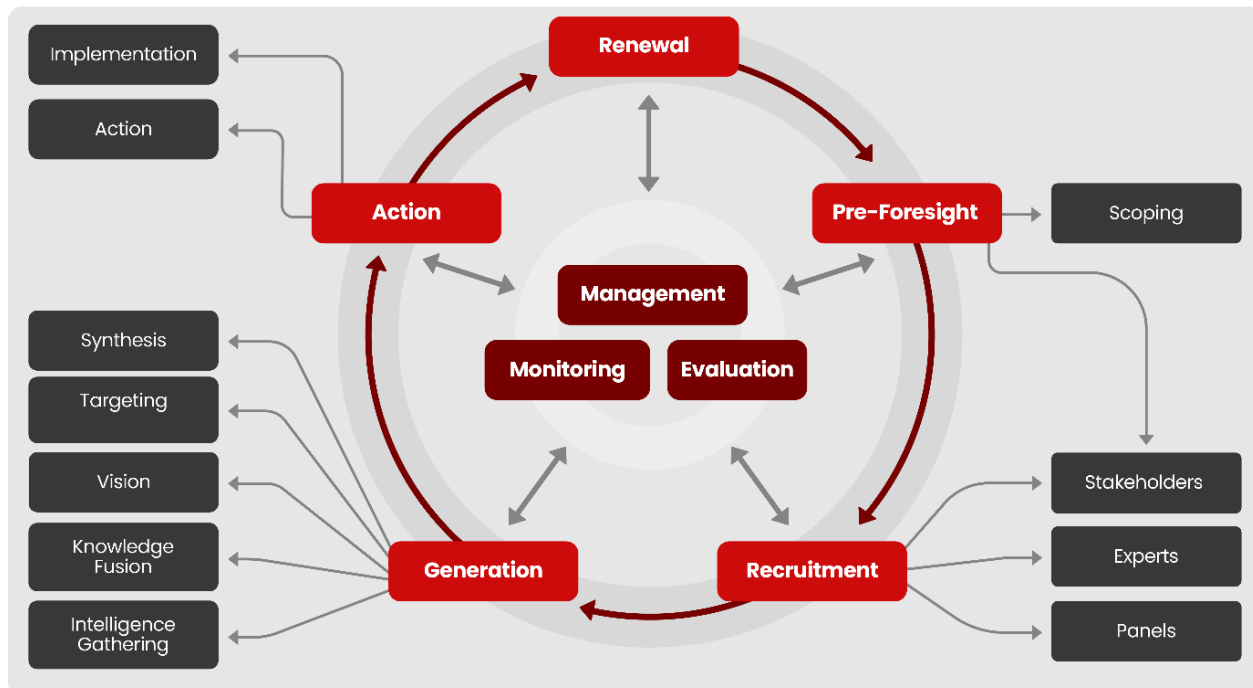 Renewal
Implementation
Action
Action
Pre-Foresight
Scoping
Management
Monitoring
Evaluation
Synthesis
Targeting
Vision
Knowledge
Fusion
Intelligence
Gathering
Generation
Recruitment
Stakeholders
Experts
Panels